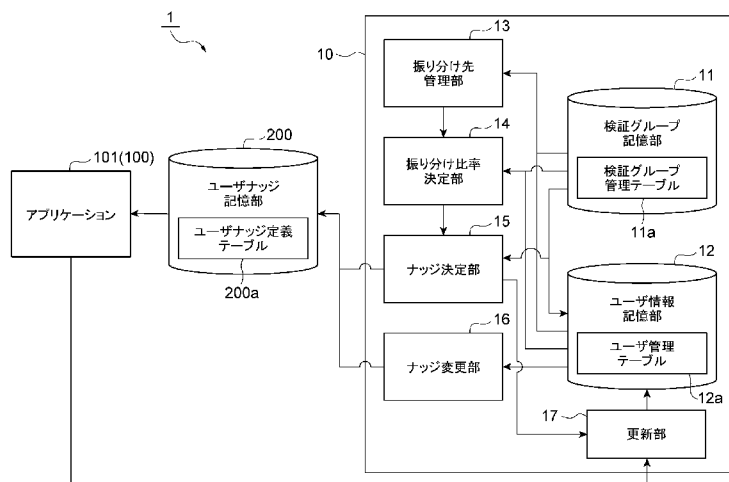 1
10
13
振り分け先
管理部
14
振り分け比率
決定部
15
ナッジ決定部
16
ナッジ変更部
11
検証グループ
記憶部
検証グループ
管理テーブル
11a
12
ユーザ情報
記憶部
ユーザ管理
テーブル
12a
17
更新部
200
ユーザナッジ
記憶部
ユーザナッジ定義
テーブル
200a
101(100)
アプリケーション